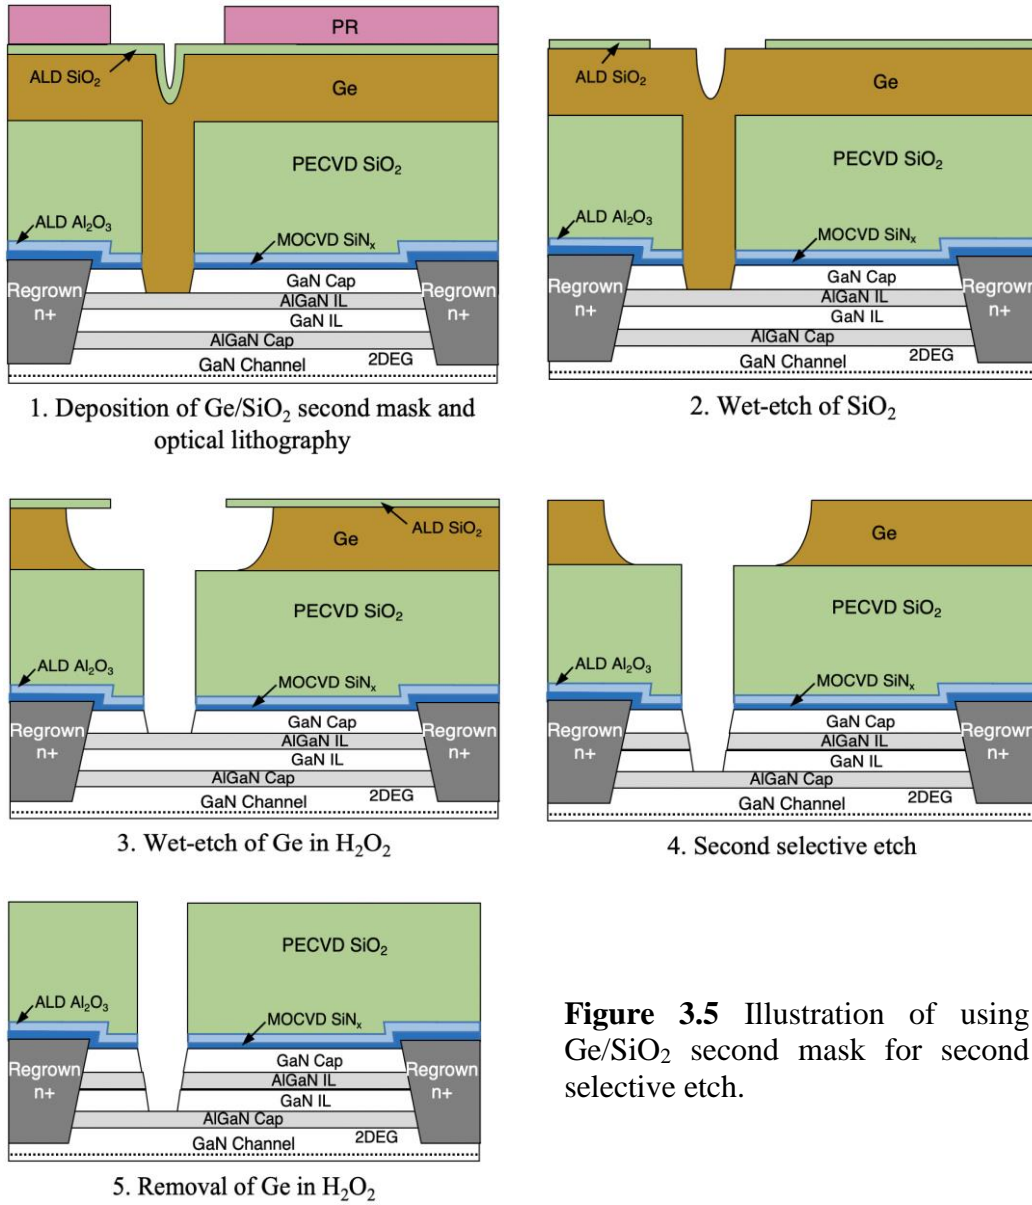 PR
ALD SiO₂
Ge
PECVD SiO₂
ALD Al₂O₃
MOCVD SiNₓ
GaN Cap
Regrown n+
AlGaN IL
Regrown n+
GaN IL
AlGaN Cap
2DEG
GaN Channel
1. Deposition of Ge/SiO₂ second mask and
optical lithography
ALD SiO₂
Ge
PECVD SiO₂
ALD Al₂O₃
MOCVD SiNₓ
GaN Cap
Regrown n+
AlGaN IL
Regrown n+
GaN IL
AlGaN Cap
2DEG
GaN Channel
2. Wet-etch of SiO₂
ALD SiO₂
Ge
PECVD SiO₂
ALD Al₂O₃
MOCVD SiNₓ
GaN Cap
Regrown n+
AlGaN IL
Regrown n+
GaN IL
AlGaN Cap
2DEG
GaN Channel
3. Wet-etch of Ge in H₂O₂
Ge
PECVD SiO₂
ALD Al₂O₃
MOCVD SiNₓ
GaN Cap
Regrown n+
AlGaN IL
Regrown n+
GaN IL
AlGaN Cap
2DEG
GaN Channel
4. Second selective etch
PECVD SiO₂
ALD Al₂O₃
MOCVD SiNₓ
GaN Cap
Regrown n+
AlGaN IL
Regrown n+
GaN IL
AlGaN Cap
2DEG
GaN Channel
5. Removal of Ge in H₂O₂
Figure 3.5 Illustration of using
Ge/SiO₂ second mask for second
selective etch.